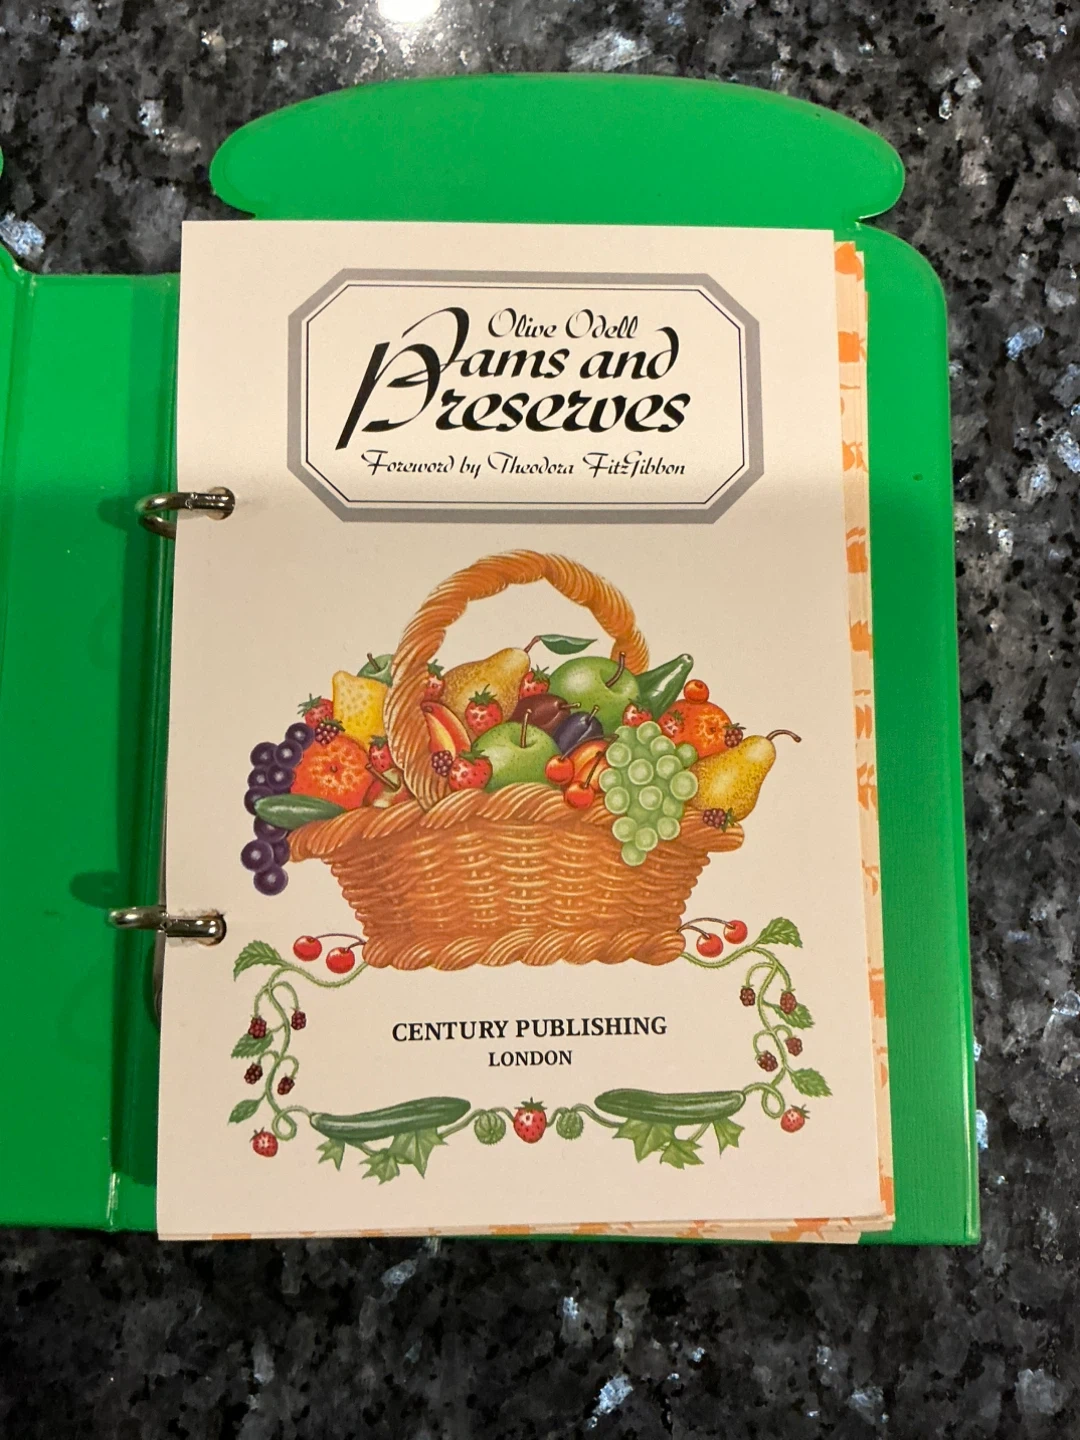 Olive Odell
Jams and
Preserves
Foreword by Theodora FitzGibbon
CENTURY PUBLISHING
LONDON